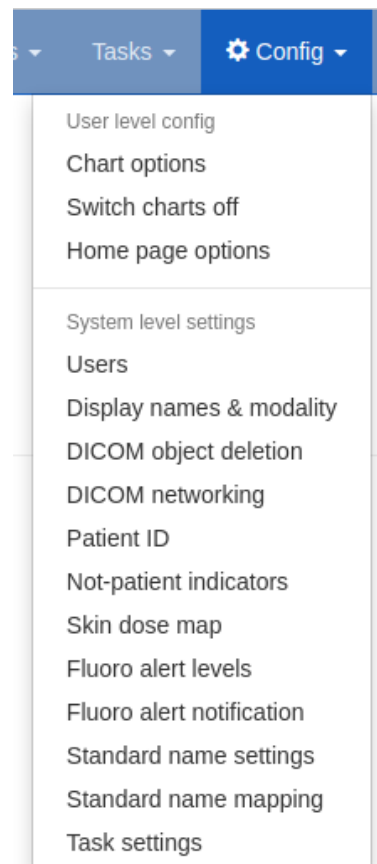 Tasks
Config
User level config
Chart options
Switch charts off
Home page options
System level settings
Users
Display names & modality
DICOM object deletion
DICOM networking
Patient ID
Not-patient indicators
Skin dose map
Fluoro alert levels
Fluoro alert notification
Standard name settings
Standard name mapping
Task settings